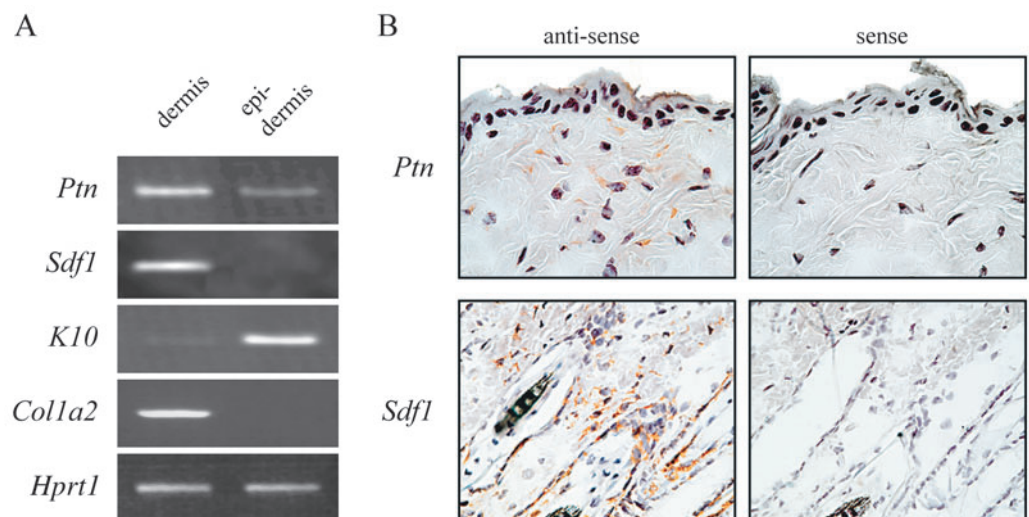 A
B
dermis
epi-
dermis
anti-sense
sense
Ptn
Sdf1
K10
Col1a2
Hprt1
Ptn
Sdf1